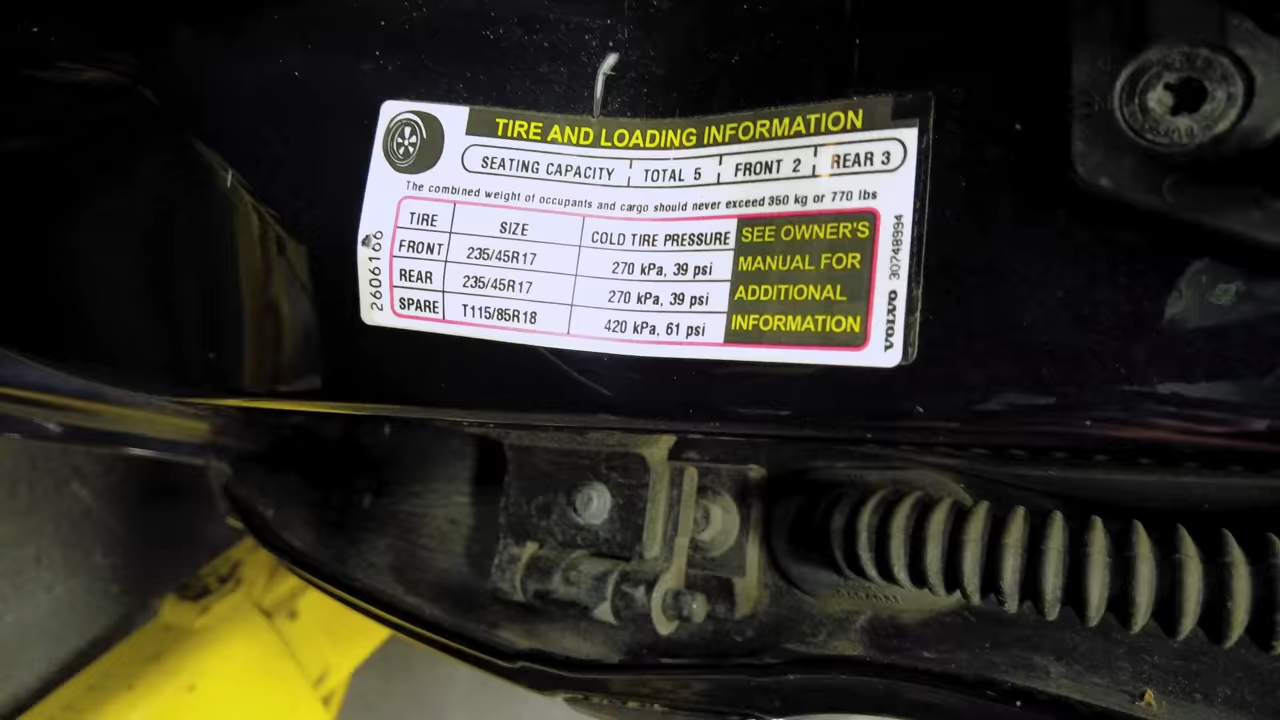 TIRE AND LOADING INFORMATION
SEATING CAPACITY TOTAL 5 FRONT 2 REAR 3
The combined weight of occupants and cargo should never exceed 350 kg or 770 lbs
TIRE SIZE COLD TIRE PRESSURE
FRONT 235/45R17 270 kPa, 39 psi
REAR 235/45R17 270 kPa, 39 psi
SPARE T115/85R18 420 kPa, 61 psi
SEE OWNER'S
MANUAL FOR
ADDITIONAL
INFORMATION
2606166
VOLVO 30748994